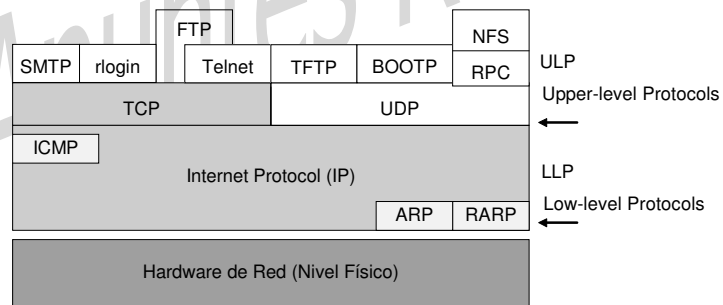 FTP
NFS
SMTP rlogin Telnet TFTP BOOTP RPC
ULP
Upper-level Protocols
TCP UDP
ICMP
Internet Protocol (IP)
LLP
Low-level Protocols
ARP RARP
Hardware de Red (Nivel Físico)